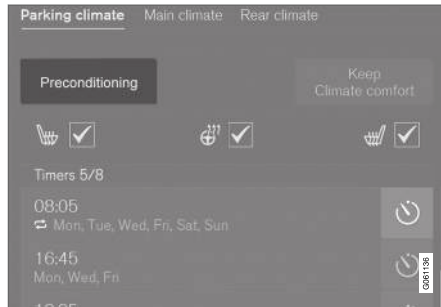 Parking climate Main climate Rear climate
Preconditioning
Keep
Climate comfort
Timers 5/8
08:05
Mon, Tue, Wed, Fri, Sat, Sun
16:45
Mon, Wed, Fri
G061136